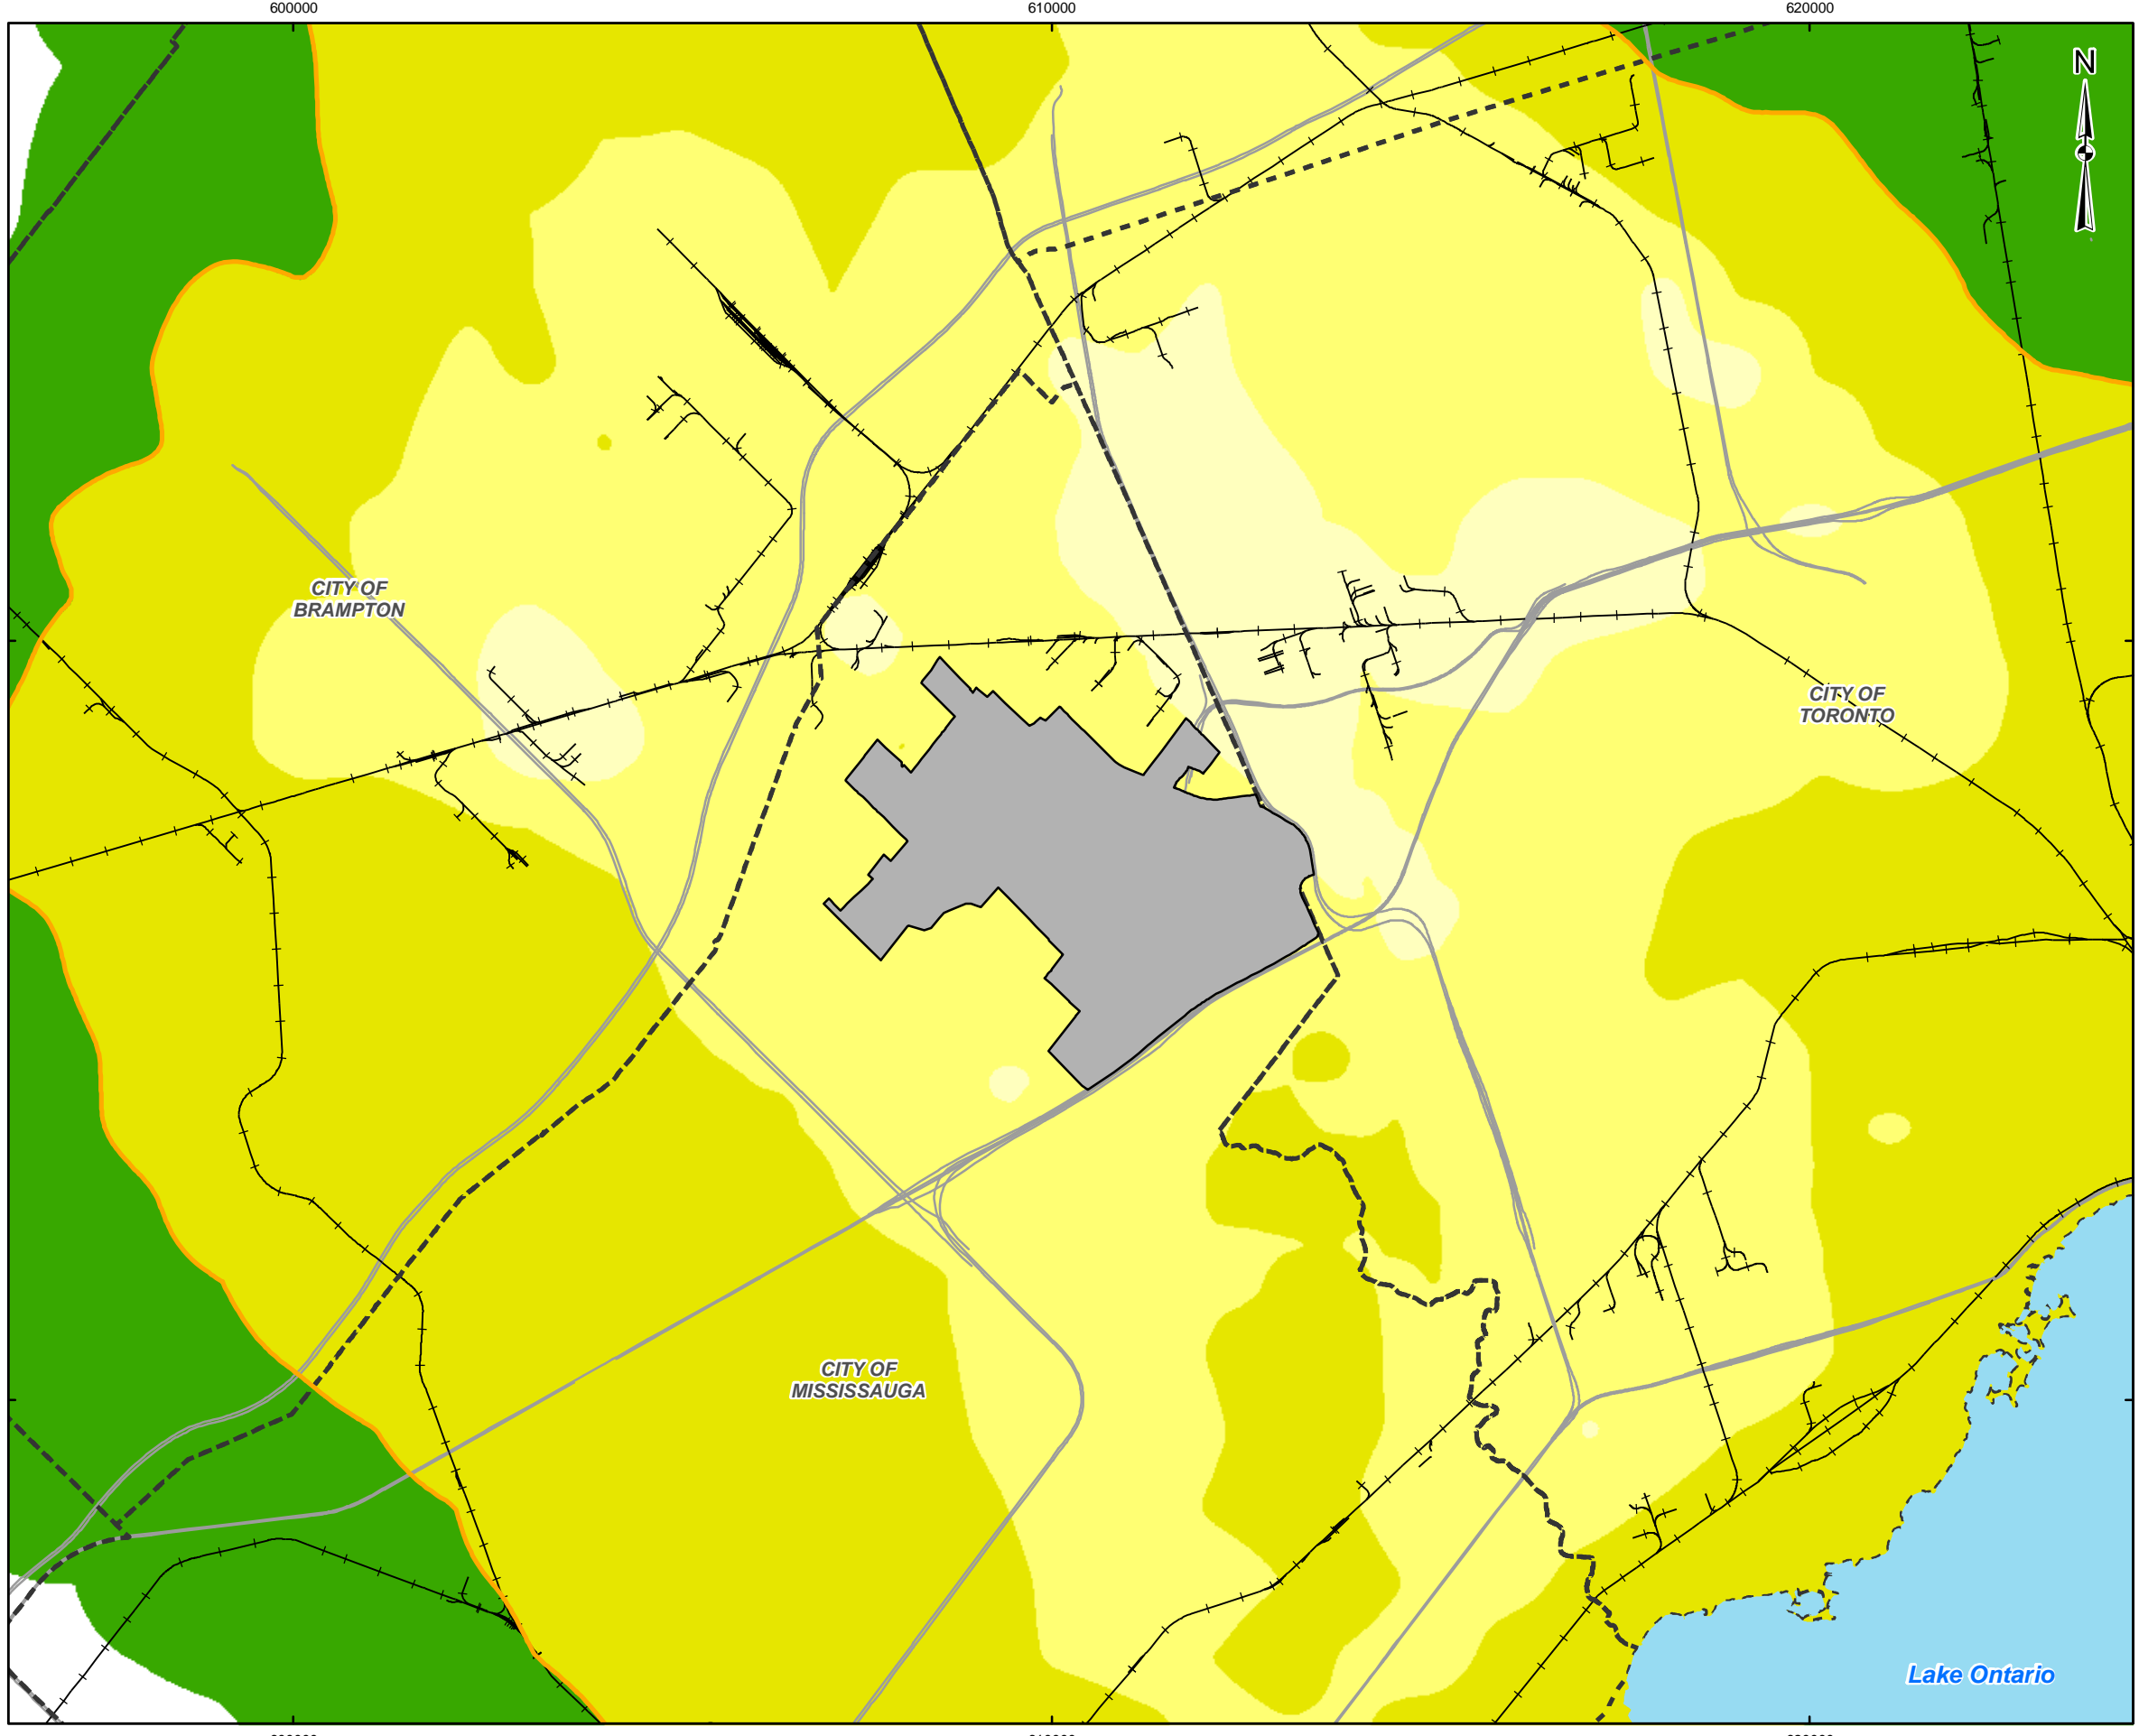 600000
610000
620000
N
CITY OF
BRAMPTON
CITY OF
TORONTO
CITY OF
MISSISSAUGA
Lake Ontario